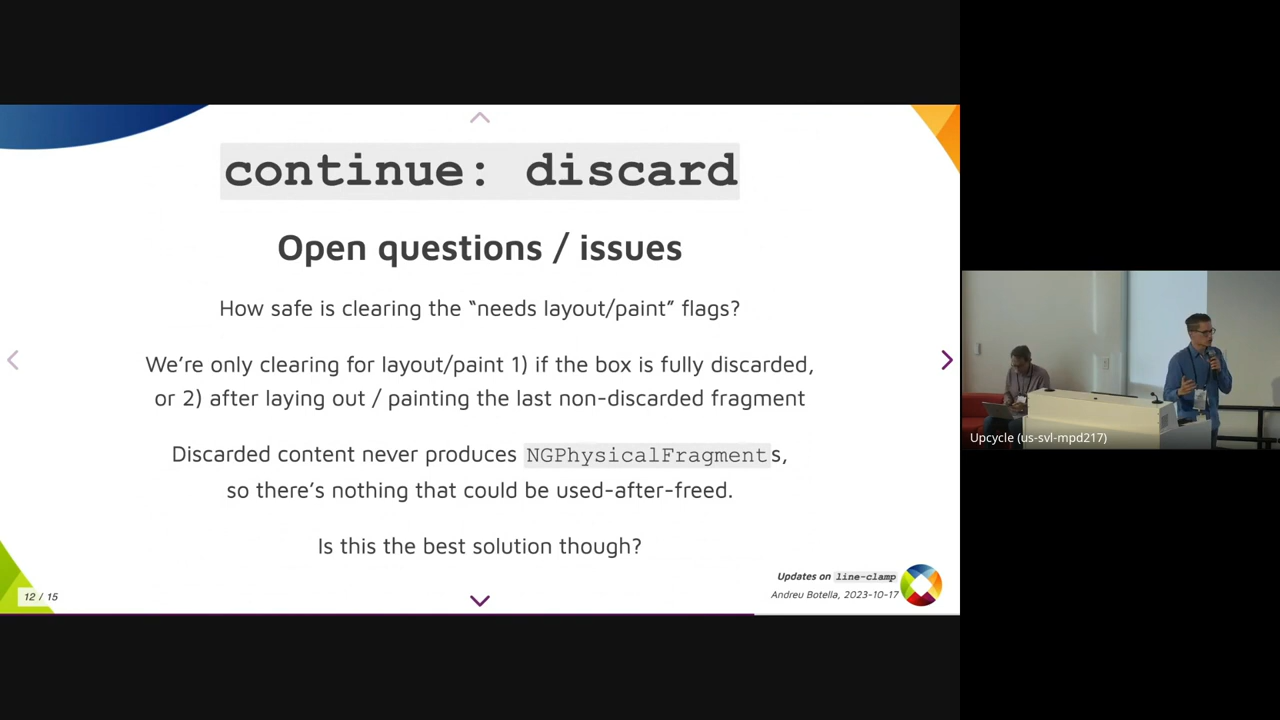 continue: discard
Open questions / issues
How safe is clearing the “needs layout/paint” flags?
We’re only clearing for layout/paint 1) if the box is fully discarded,
or 2) after laying out / painting the last non-discarded fragment
Discarded content never produces NGPhysicalFragments,
so there’s nothing that could be used-after-freed.
Is this the best solution though?
Updates on line-clamp
Andreu Botella, 2023-10-17
12 / 15
Upcycle (us-svl-mpd217)